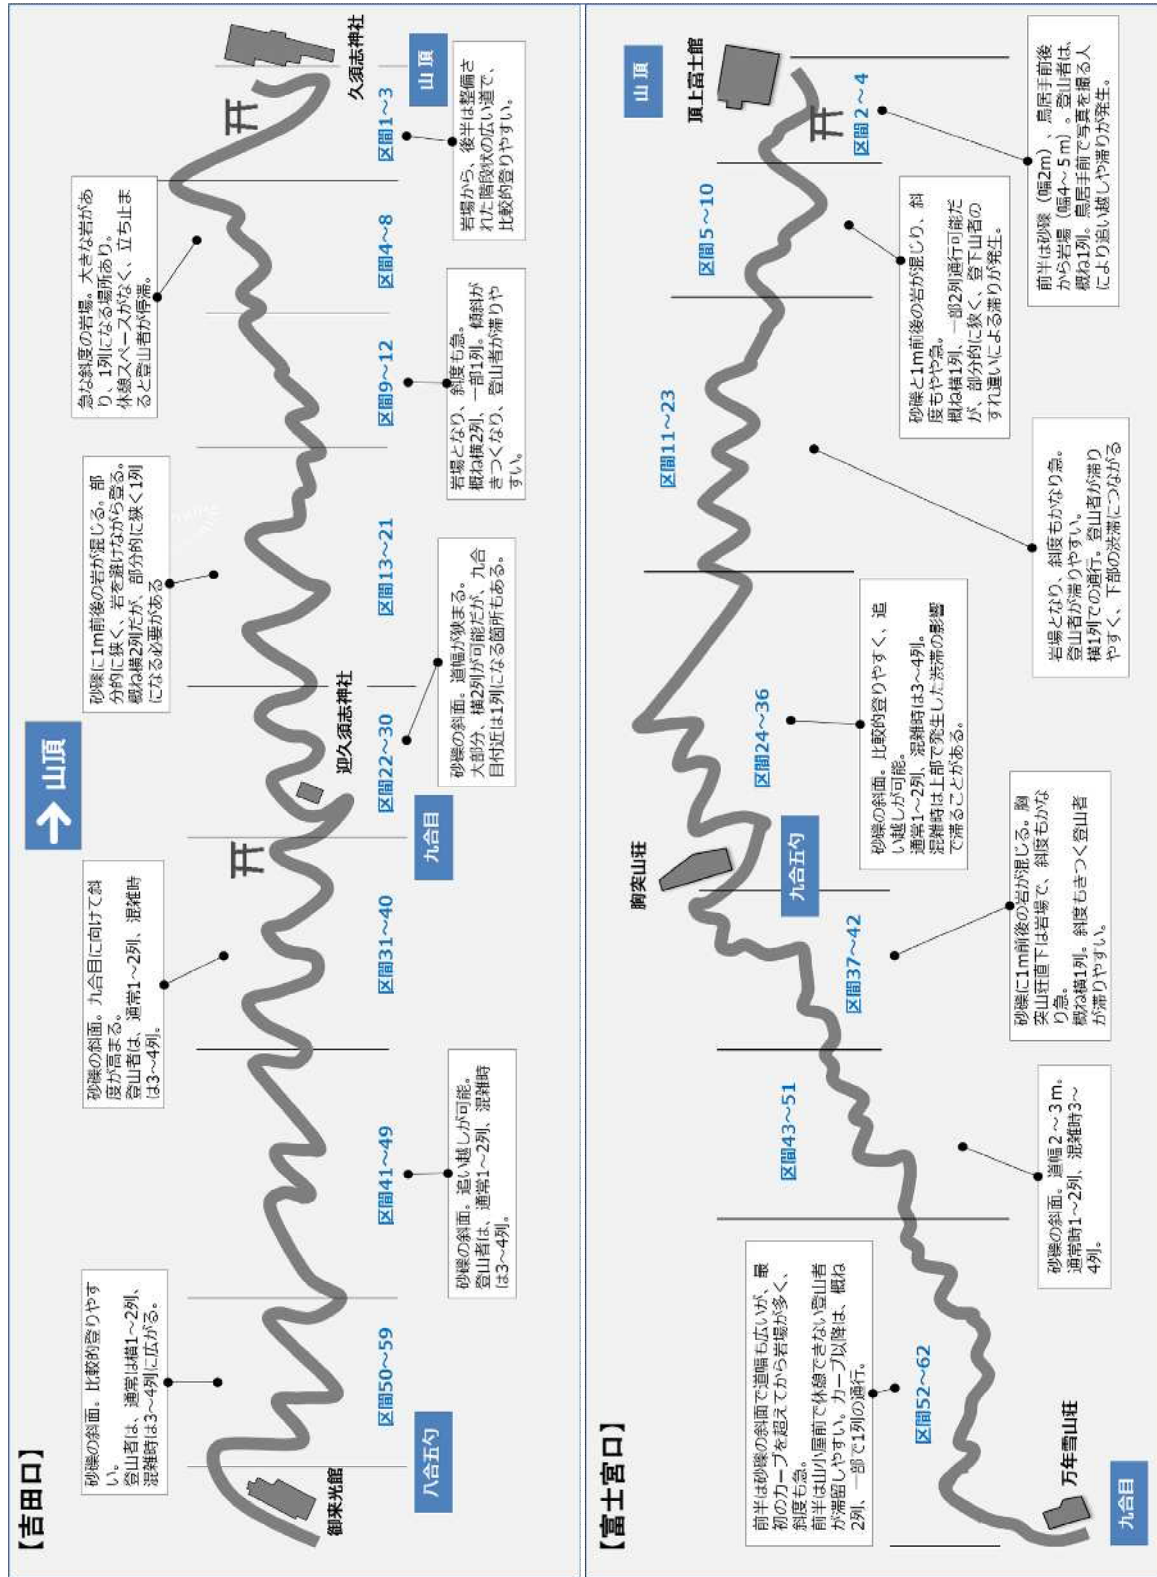 【吉田口】
→ 山頂
砂礫の斜面。比較的登りやす
い。
登山者は、通常は横1～2列、
混雑時は3～4列に広がる。
砂礫の斜面。九合目に向けて斜
度が高まる。
登山者は、通常1～2列、混雑時
は3～4列。
砂礫に1m前後の岩が混じる。部
分的に狭く、岩を避けながら登る。
概ね横2列だが、部分的に狭く1列
になる必要がある
急な斜度の岩場。大きな岩があ
り、1列になる場所あり。
休憩スペースがなく、立ち止ま
ると登山者が停滞。
御来光館
八合五勺
区間50～59
区間41～49
区間31～40
九合目
迎久須志神社
区間22～30
区間13～21
区間9～12
区間4～8
区間1～3
久須志神社
山頂
砂礫の斜面。追い越しが可能。
登山者は、通常1～2列、混雑時
は3～4列。
砂礫の斜面。道幅が狭まる。
大部分、横2列が可能だが、九合
目付近は1列になる箇所もある。
岩場となり、斜度も急。
概ね横2列、一部1列。傾斜が
きつくなり、登山者が滞りや
すい。
岩場から、後半は整備さ
れた階段状の広い道で、
比較的登りやすい。
【富士宮口】
前半は砂礫の斜面で道幅も広いが、最
初のカーブを超えてから岩場が多く、
斜度も急。
前半は山小屋前で休憩できない登山者
が滞留しやすい。カーブ以降は、概ね
2列、一部で1列の通行。
万年雪山荘
九合目
区間52～62
区間43～51
区間37～42
胸突山荘
九合五勺
区間24～36
区間11～23
区間5～10
区間2～4
頂上富士館
山頂
砂礫の斜面。道幅2～3m。
通常時1～2列、混雑時3～
4列。
砂礫に1m前後の岩が混じる。胸
突山荘直下は岩場で、斜度もかな
り急。
概ね横1列。斜度もきつく登山者
が滞りやすい。
砂礫の斜面。比較的登りやすく、追
い越しが可能。
通常1～2列、混雑時は3～4列。
混雑時は上部で発生した渋滞の影響
で滞ることがある。
岩場となり、斜度もかなり急。
登山者が滞りやすい。
横1列での通行。登山者が滞り
やすく、下部の渋滞につながる
砂礫と1m前後の岩が混じり、斜
度もやや急。
概ね横1列、一部2列通行可能だ
が、部分的に狭く、登下山者の
すれ違いによる滞りが発生。
前半は砂礫（幅2m）、鳥居手前後
から岩場（幅4～5m）。登山者は、
概ね1列。鳥居手前で写真を撮る人
により追い越しや滞りが発生。